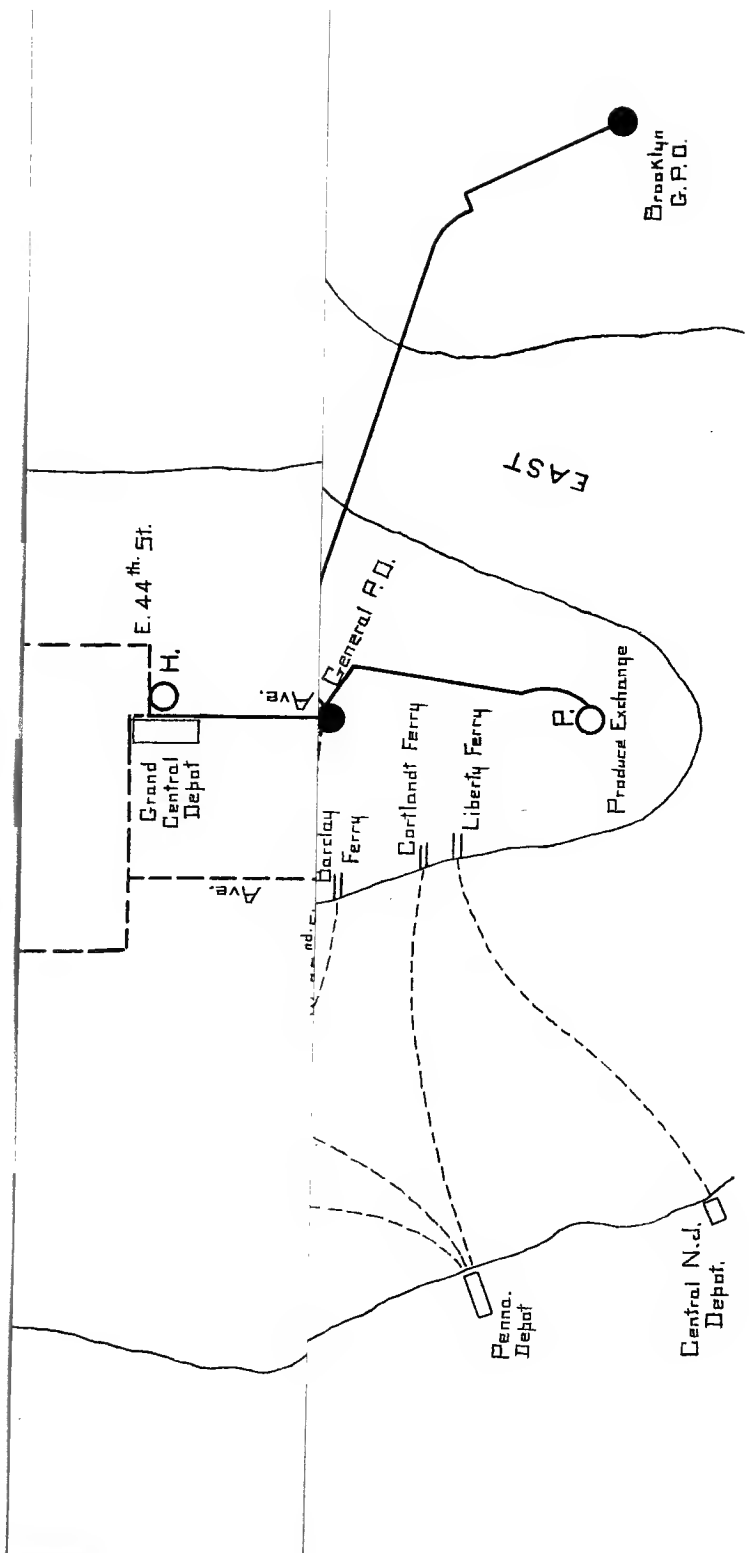 E. 44th. St.
H.
Grand
Central
Depot
Ave.
Ave.
General P.O.
Barclay
Ferry
Cortlandt Ferry
Liberty Ferry
EAST
P.
Produce Exchange
Brooklyn
G.P.O.
Penna.
Depot
Central N.J.
Depot.